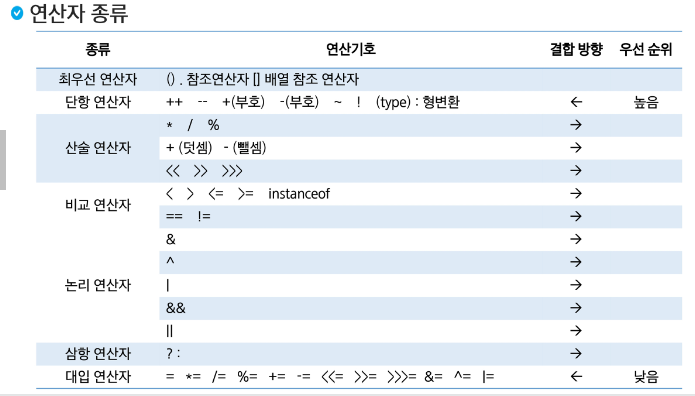 연산자 종류
종류 연산기호 결합 방향 우선 순위
최우선 연산자 () . 참조연산자 [] 배열 참조 연산자
단항 연산자 ++ -- +(부호) -(부호) ~ ! (type) : 형변환 ← 높음
* / % →
산술 연산자 + (덧셈) - (뺄셈) →
<< >> >>> →
< > <= >= instanceof →
비교 연산자
== != →
& →
^ →
논리 연산자 | →
&& →
|| →
삼항 연산자 ? : →
대입 연산자 = *= /= %= += -= <<= >>= >>>= &= ^= |= ← 낮음